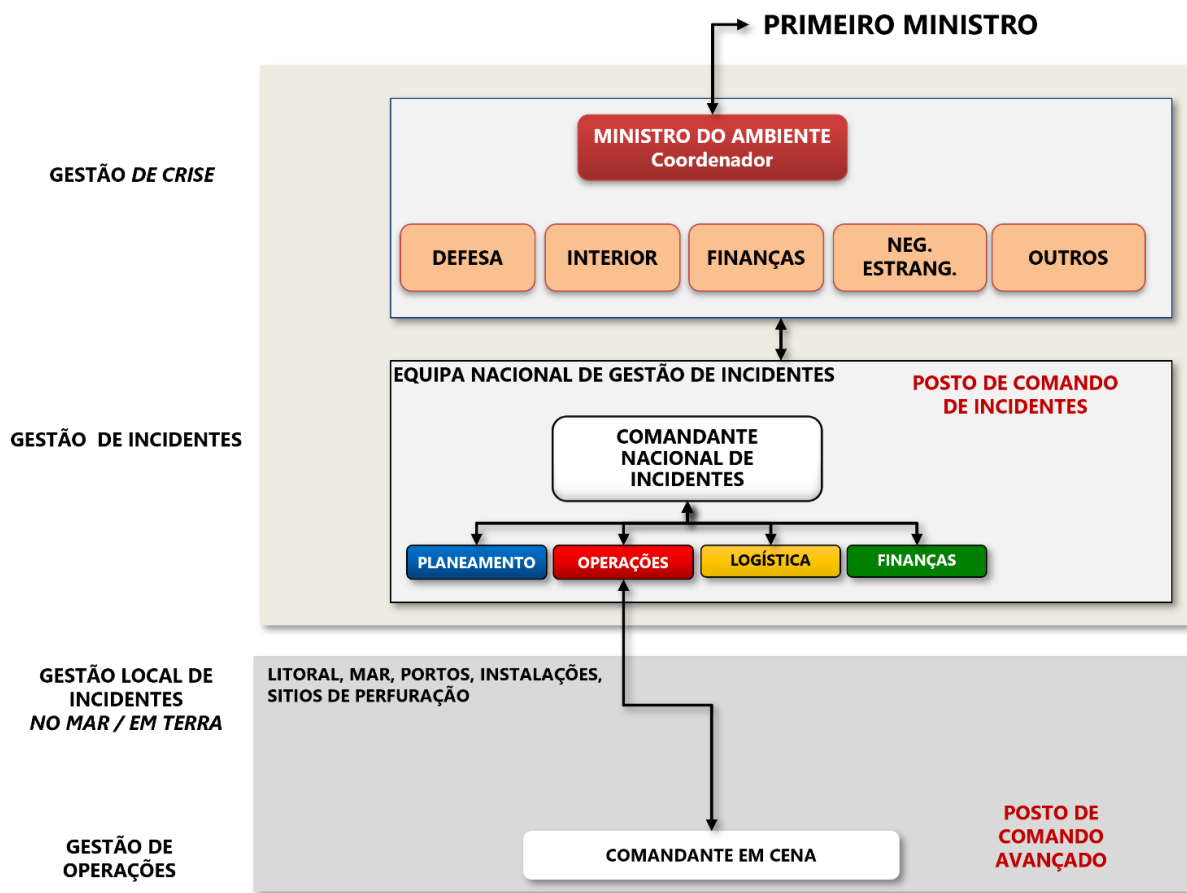 PRIMEIRO MINISTRO
MINISTRO DO AMBIENTE
Coordenador
GESTÃO DE CRISE
DEFESA
INTERIOR
FINANÇAS
NEG.
ESTRANG.
OUTROS
EQUIPA NACIONAL DE GESTÃO DE INCIDENTES
POSTO DE COMANDO
DE INCIDENTES
GESTÃO DE INCIDENTES
COMANDANTE
NACIONAL DE
INCIDENTES
PLANEAMENTO
OPERAÇÕES
LOGÍSTICA
FINANÇAS
GESTÃO LOCAL DE
INCIDENTES
NO MAR / EM TERRA
LITORAL, MAR, PORTOS, INSTALAÇÕES,
SITIOS DE PERFURAÇÃO
GESTÃO DE
OPERAÇÕES
COMANDANTE EM CENA
POSTO DE
COMANDO
AVANÇADO